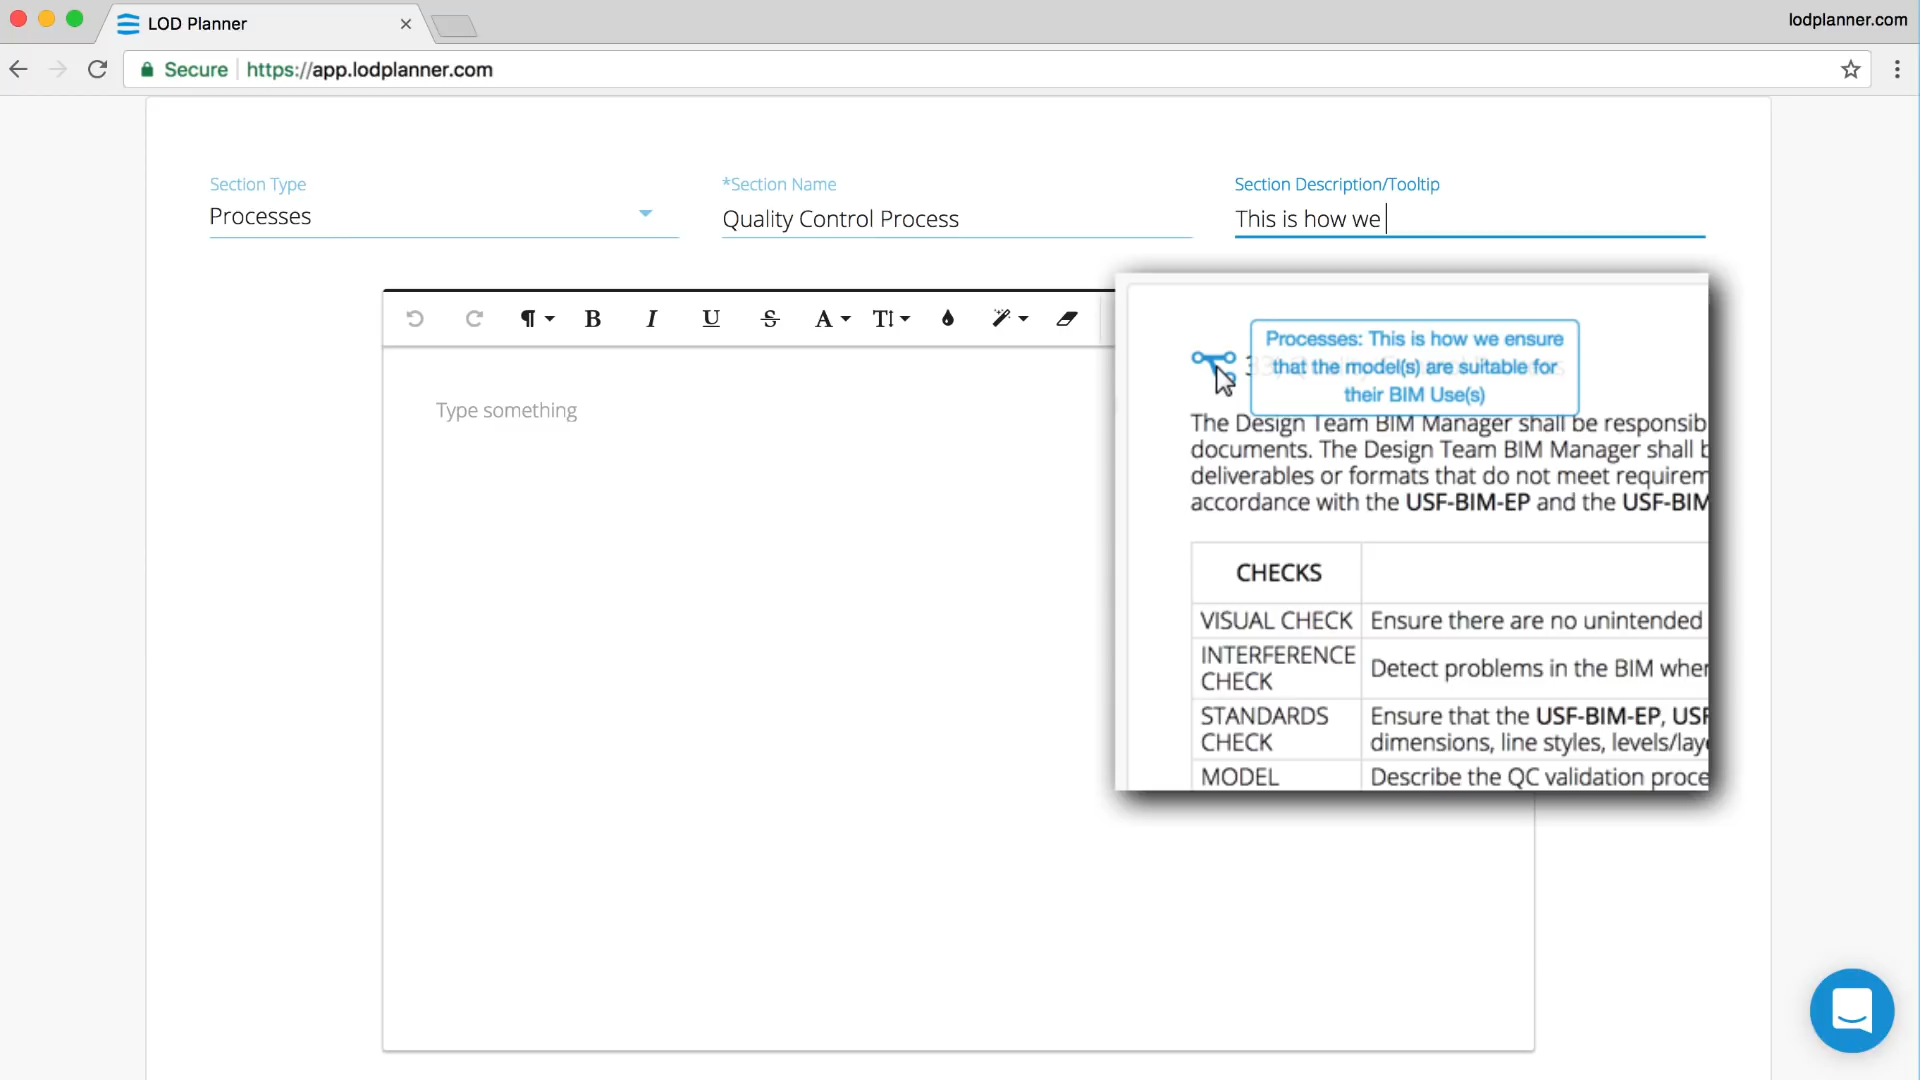 LOD Planner
lodplanner.com
Secure https://app.lodplanner.com
Section Type
Processes
*Section Name
Quality Control Process
Section Description/Tooltip
This is how we
Type something
Processes: This is how we ensure
that the model(s) are suitable for
their BIM Use(s)
The Design Team BIM Manager shall be responsib
documents. The Design Team BIM Manager shall b
deliverables or formats that do not meet requirem
accordance with the USF-BIM-EP and the USF-BIM
CHECKS
VISUAL CHECK
Ensure there are no unintended
INTERFERENCE
CHECK
Detect problems in the BIM wher
STANDARDS
CHECK
Ensure that the USF-BIM-EP, USF
dimensions, line styles, levels/laye
MODEL
Describe the QC validation proce